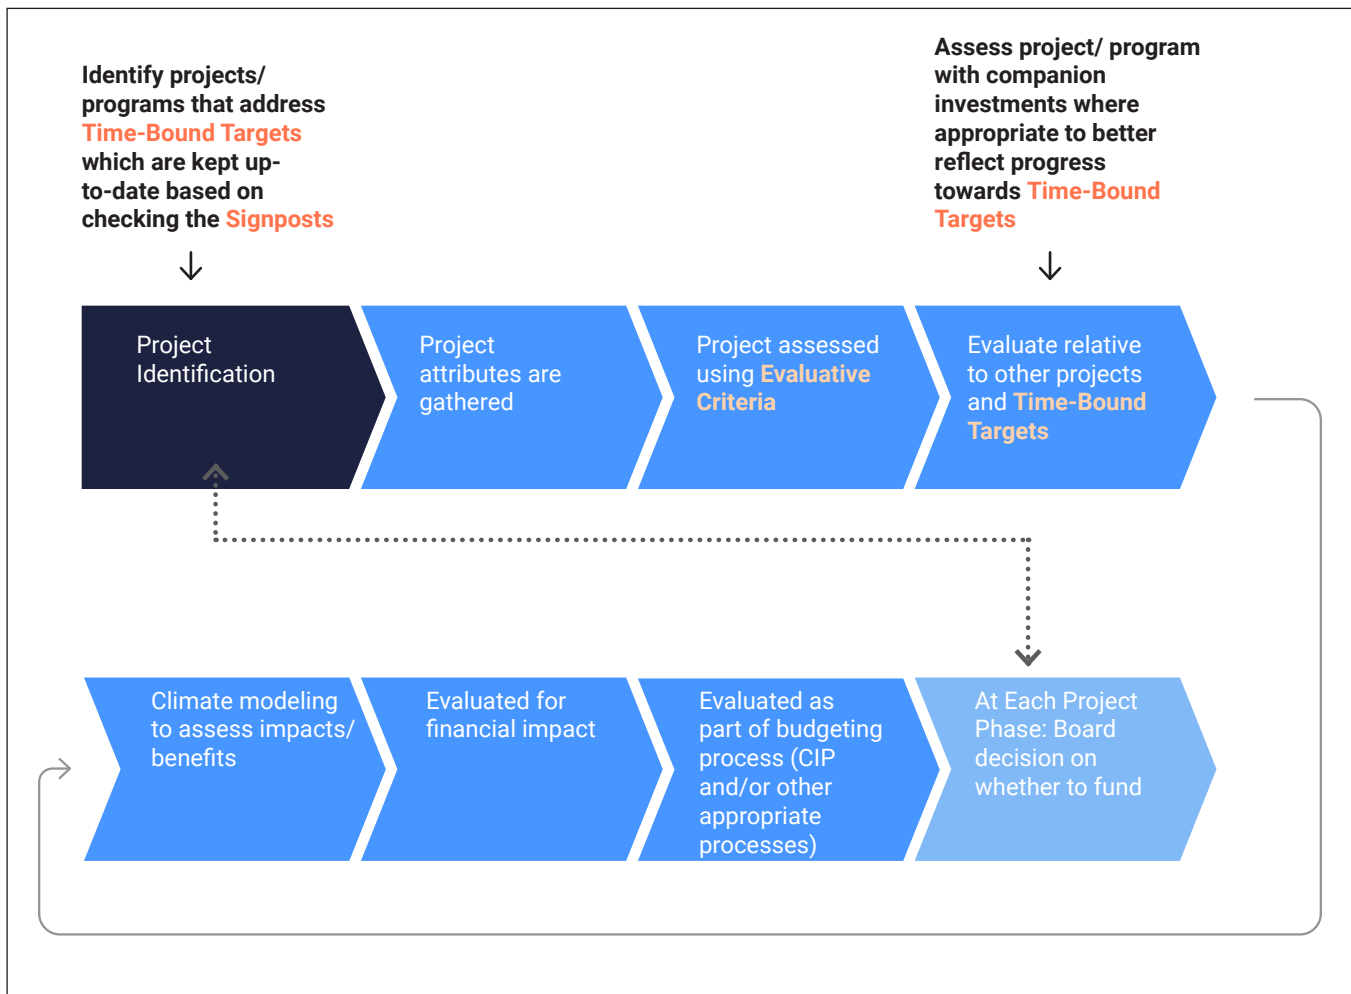 Identify projects/
programs that address
Time-Bound Targets
which are kept up-
to-date based on
checking the Signposts
Assess project/ program
with companion
investments where
appropriate to better
reflect progress
towards Time-Bound
Targets
Project
Identification
Project
attributes are
gathered
Project assessed
using Evaluative
Criteria
Evaluate relative
to other projects
and Time-Bound
Targets
Climate modeling
to assess impacts/
benefits
Evaluated for
financial impact
Evaluated as
part of budgeting
process (CIP
and/or other
appropriate
processes)
At Each Project
Phase: Board
decision on
whether to fund